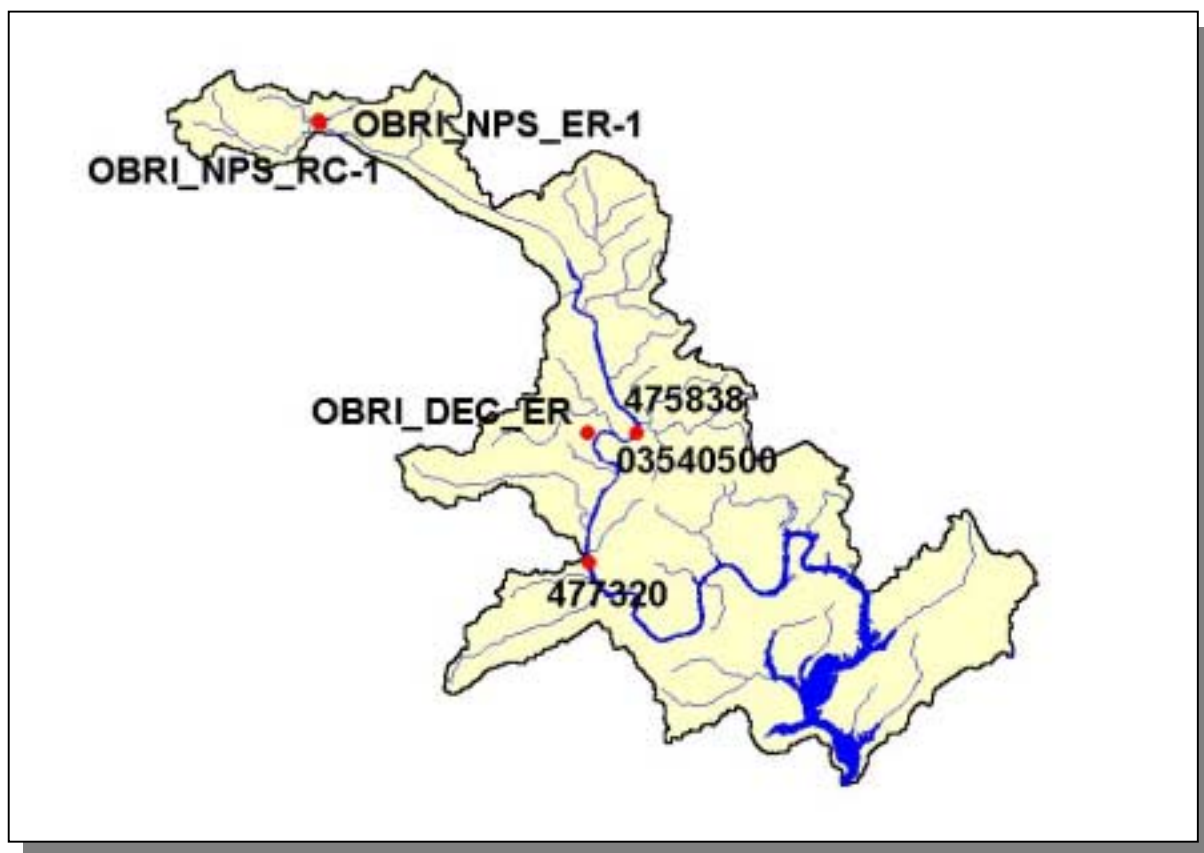 OBRI_NPS_ER-1
OBRI_NPS_RC-1
475838
OBRI_DEC_ER
03540500
477320